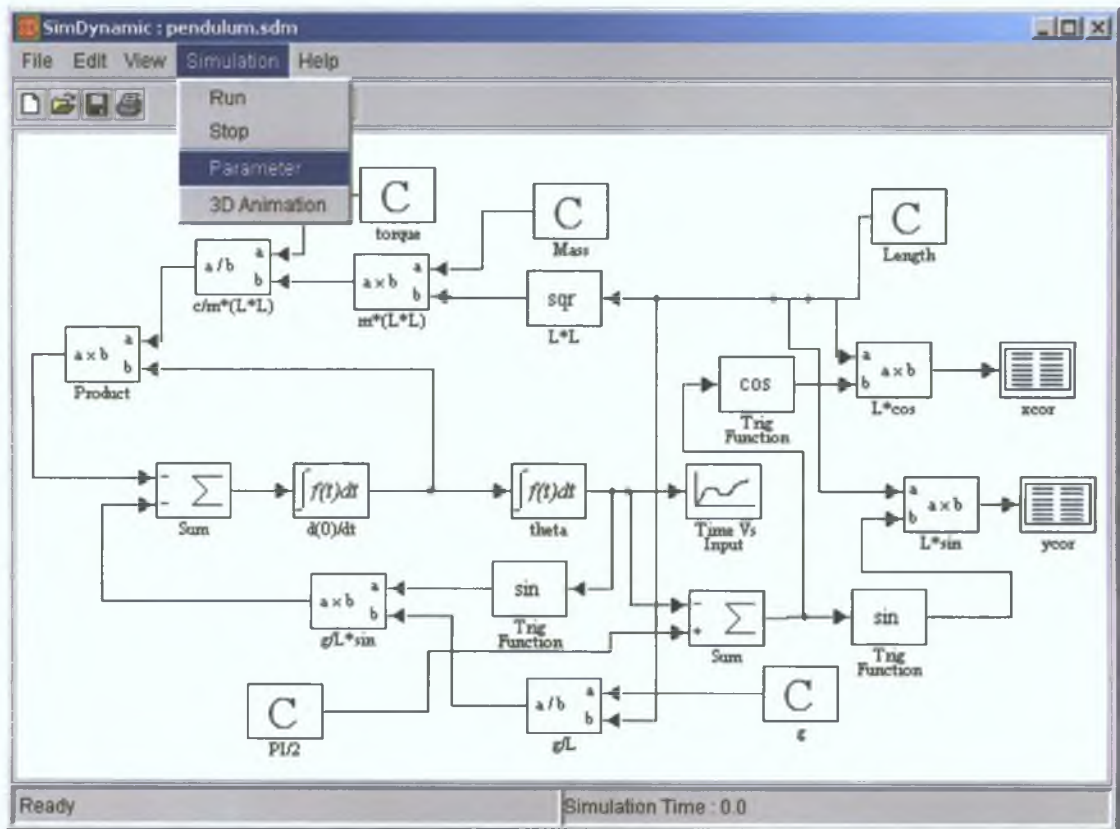 SimDynamic : pendulum.sdm
File Edit View Simulation Help
Run
Stop
Parameter
3D Animation
C
torque
C
Mass
C
Length
a / b
a
b
c/m*(L*L)
a × b
a
b
m*(L*L)
sqr
L*L
a × b
a
b
Product
cos
Trig
Function
a
b
a × b
L*cos
xcor
-
-
Σ
Sum
∫f(t)dt
d(0)/dt
∫f(t)dt
theta
Time Vs
Input
a
b
a × b
L*sin
ycor
a × b
a
b
g/L*sin
sin
Trig
Function
-
+
Σ
Sum
sin
Trig
Function
C
PI/2
a / b
a
b
g/L
C
g
Ready
Simulation Time : 0.0